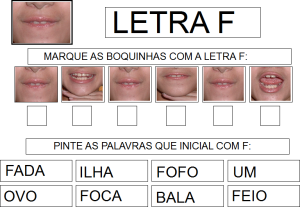 LETRA F
MARQUE AS BOQUINHAS COM A LETRA F:
PINTE AS PALAVRAS QUE INICIAL COM F:
FADA ILHA FOFO UM
OVO FOCA BALA FEIO